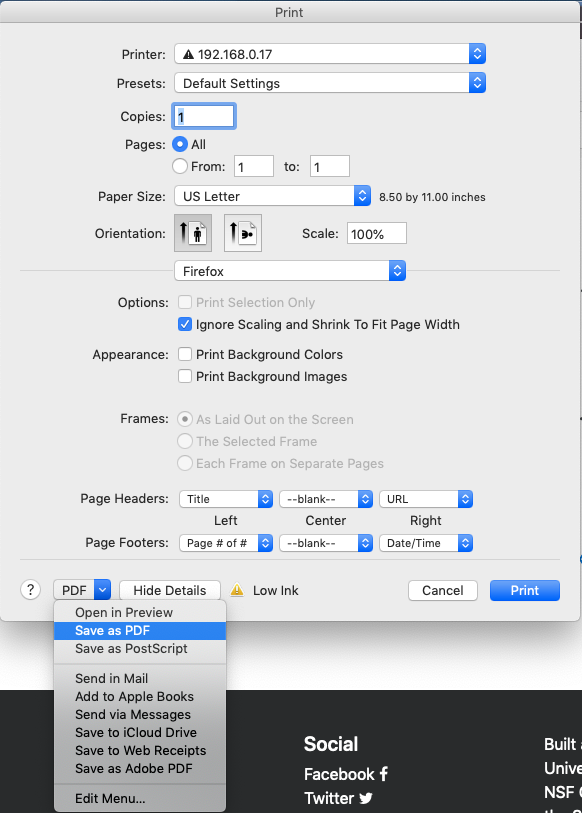 Print
Printer: 192.168.0.17
Presets: Default Settings
Copies: 1
Pages: All
From: 1 to: 1
Paper Size: US Letter 8.50 by 11.00 inches
Orientation: Scale: 100%
Firefox
Options: Print Selection Only
Ignore Scaling and Shrink To Fit Page Width
Appearance: Print Background Colors
Print Background Images
Frames: As Laid Out on the Screen
The Selected Frame
Each Frame on Separate Pages
Page Headers: Title --blank-- URL
Left Center Right
Page Footers: Page # of # --blank-- Date/Time
? PDF Hide Details Low Ink Cancel Print
Open in Preview
Save as PDF
Save as PostScript
Send in Mail
Add to Apple Books
Send via Messages
Save to iCloud Drive
Save to Web Receipts
Save as Adobe PDF
Edit Menu...
Social
Facebook
Twitter
Built
Unive
NSF